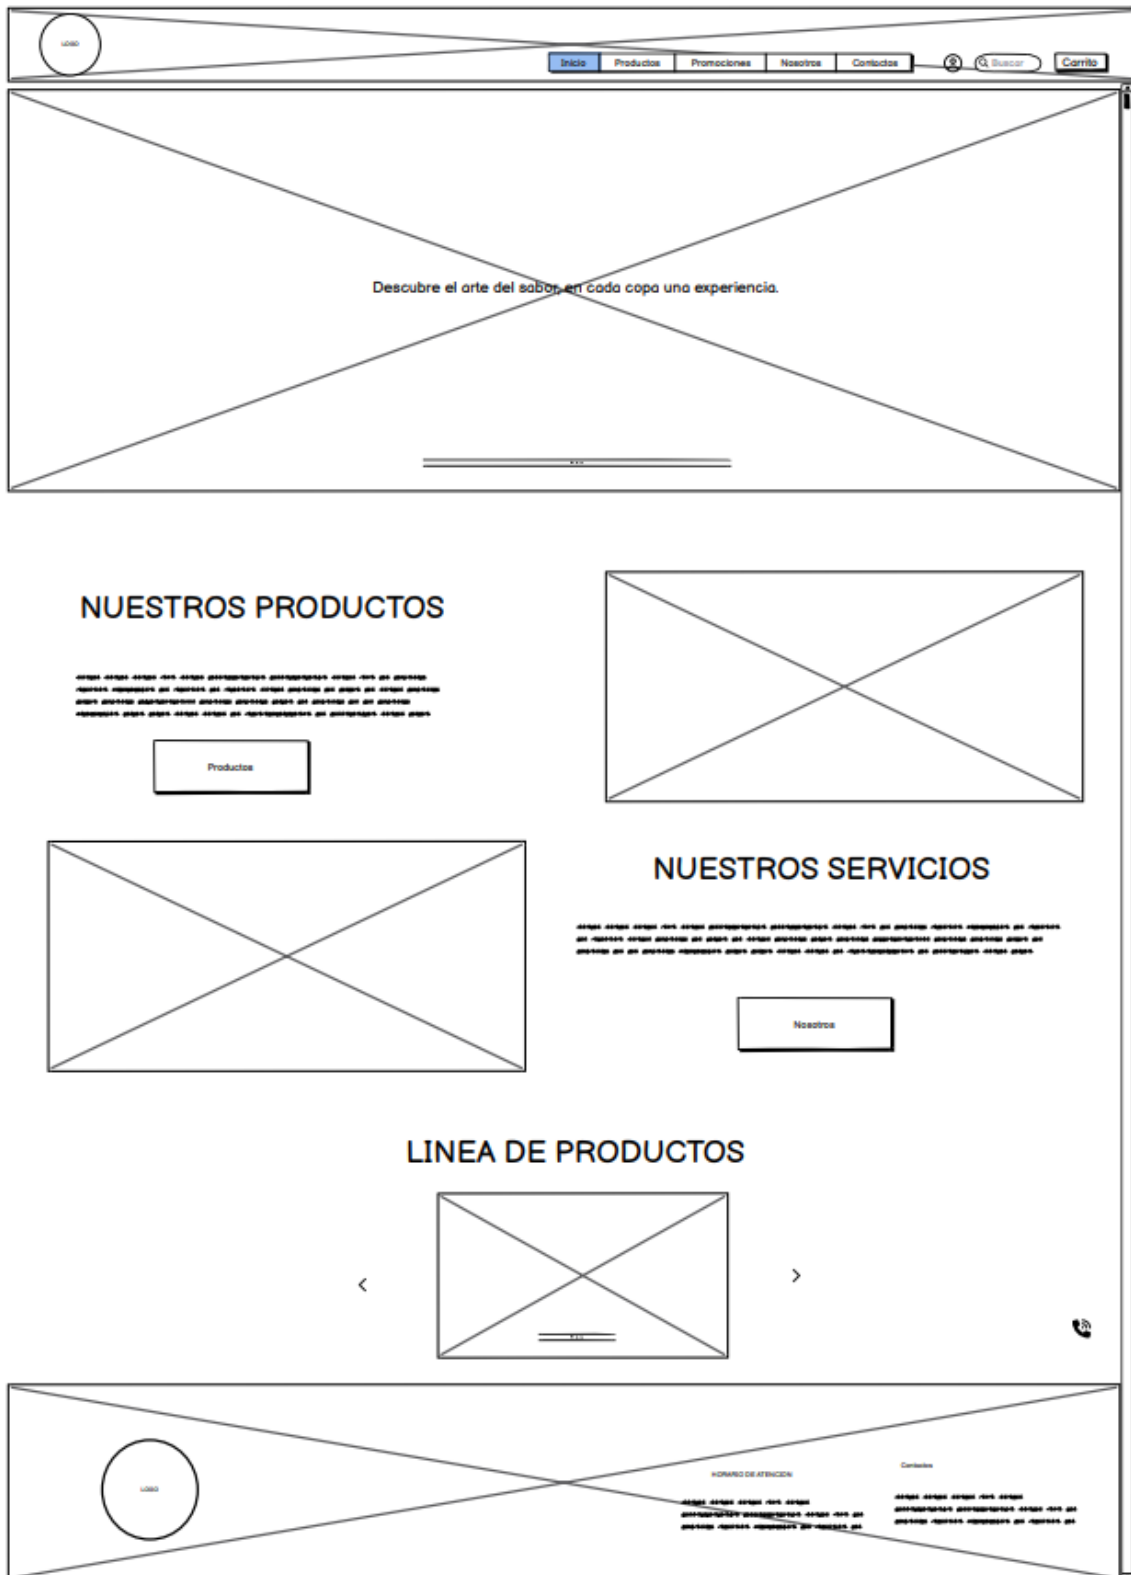 LOGO
Inicio Productos Promociones Nosotros Contactos Buscar Carrito
Descubre el arte del sabor, en cada copa una experiencia.
NUESTROS PRODUCTOS
Productos
NUESTROS SERVICIOS
Nosotros
LINEA DE PRODUCTOS
LOGO
HORARIO DE ATENCION
Contactos